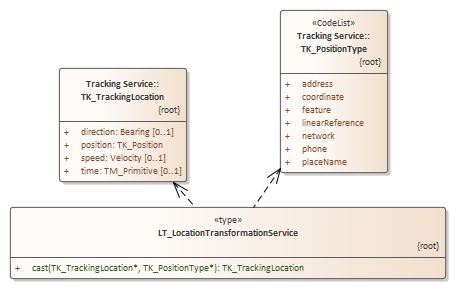 «CodeList»
Tracking Service::
TK_PositionType
{root}
+ address
+ coordinate
+ feature
+ linearReference
+ network
+ phone
+ placeName
Tracking Service::
TK_TrackingLocation
{root}
+ direction: Bearing [0..1]
+ position: TK_Position
+ speed: Velocity [0..1]
+ time: TM_Primitive [0..1]
«type»
LT_LocationTransformationService
{root}
+ cast(TK_TrackingLocation*, TK_PositionType*): TK_TrackingLocation